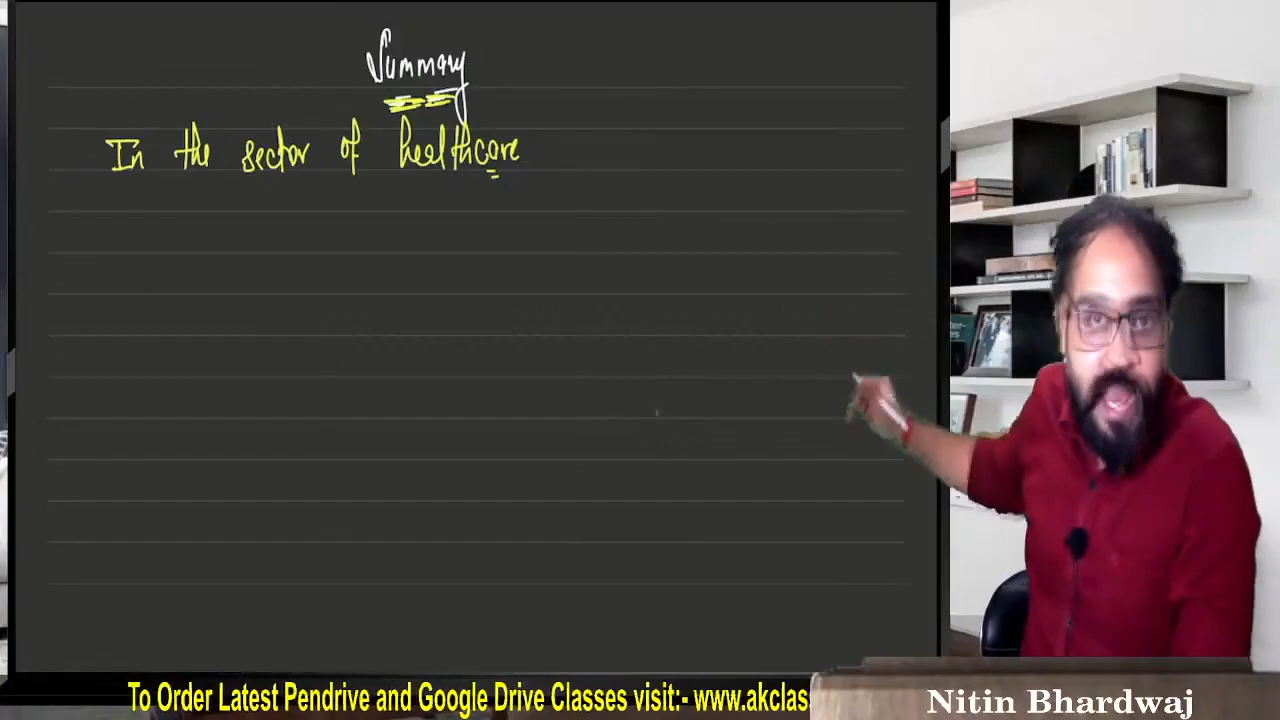 Summary
In the sector of healthcare
To Order Latest Pendrive and Google Drive Classes visit:- www.akclas
Nitin Bhardwaj